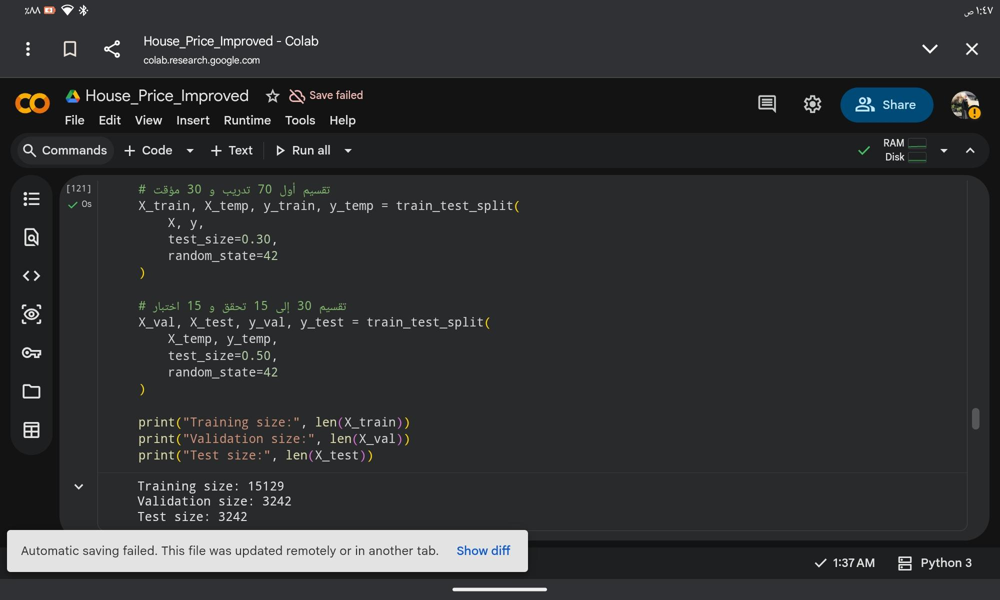 ٪٨٨
١:٤٧ ص
House_Price_Improved - Colab
colab.research.google.com
House_Price_Improved
Save failed
File Edit View Insert Runtime Tools Help
Share
Commands + Code + Text Run all
RAM
Disk
[121]
0s
# تقسيم أول 70 تدريب و 30 مؤقت
X_train, X_temp, y_train, y_temp = train_test_split(
    X, y,
    test_size=0.30,
    random_state=42
)
# تقسيم 30 إلى 15 تحقق و 15 اختبار
X_val, X_test, y_val, y_test = train_test_split(
    X_temp, y_temp,
    test_size=0.50,
    random_state=42
)
print("Training size:", len(X_train))
print("Validation size:", len(X_val))
print("Test size:", len(X_test))
Training size: 15129
Validation size: 3242
Test size: 3242
Automatic saving failed. This file was updated remotely or in another tab. Show diff
1:37 AM Python 3